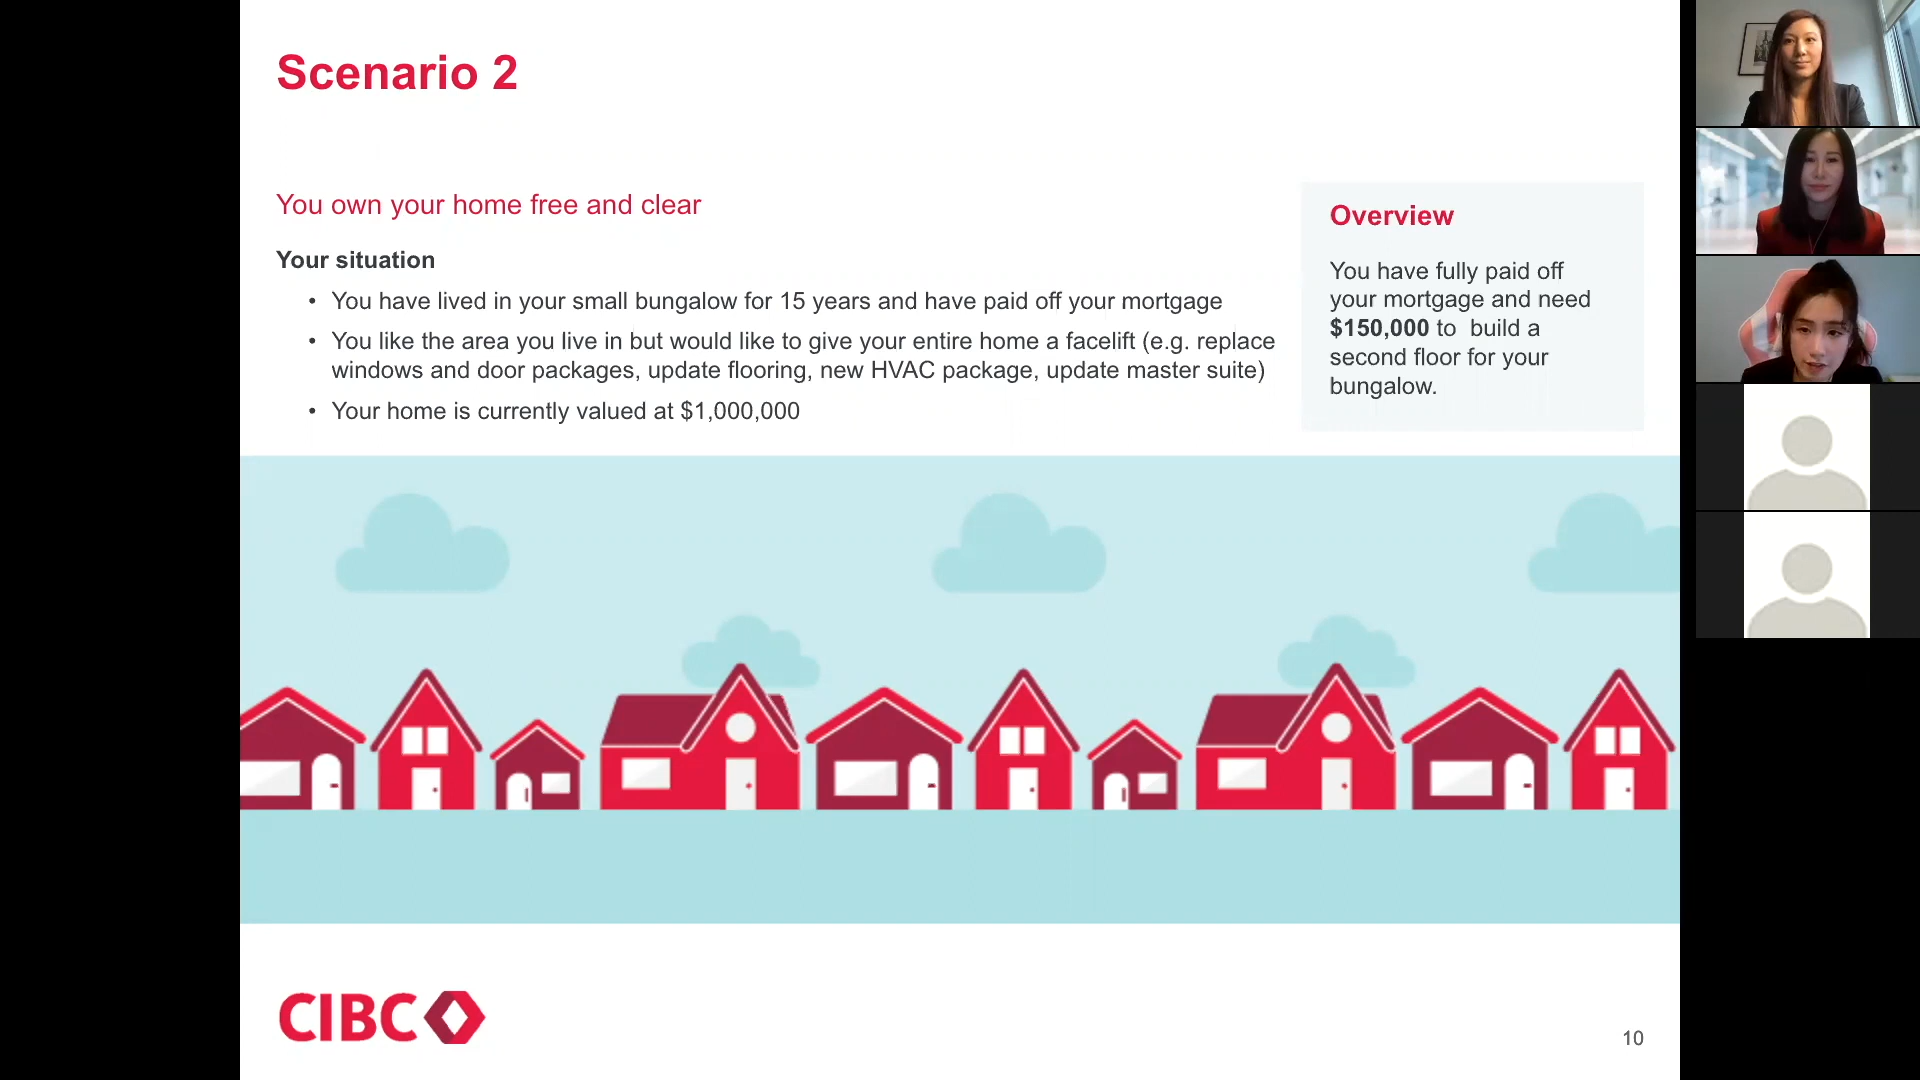 Scenario 2
You own your home free and clear
Your situation
• You have lived in your small bungalow for 15 years and have paid off your mortgage
• You like the area you live in but would like to give your entire home a facelift (e.g. replace
windows and door packages, update flooring, new HVAC package, update master suite)
• Your home is currently valued at $1,000,000
Overview
You have fully paid off
your mortgage and need
$150,000 to  build a
second floor for your
bungalow.
CIBC
10